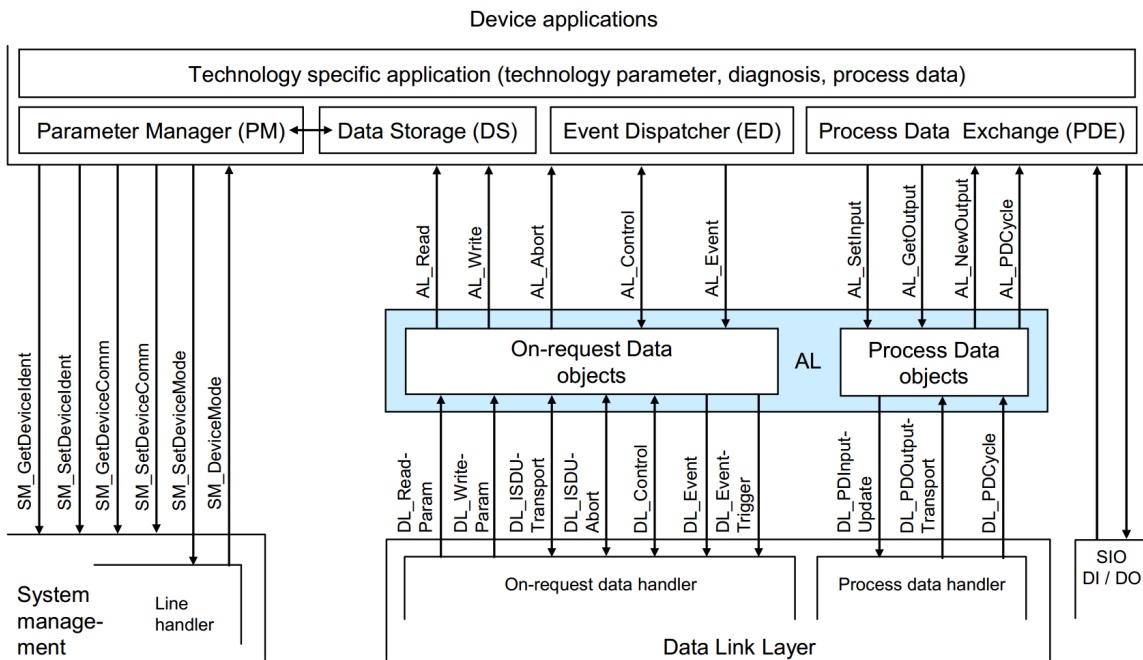 Device applications
Technology specific application (technology parameter, diagnosis, process data)
Parameter Manager (PM)
Data Storage (DS)
Event Dispatcher (ED)
Process Data Exchange (PDE)
AL_Read
AL_Write
AL_Abort
AL_Control
AL_Event
AL_SetInput
AL_GetOutput
AL_NewOutput
AL_PDCycle
On-request Data
objects
AL
Process Data
objects
SM_GetDeviceIdent
SM_SetDeviceIdent
SM_GetDeviceComm
SM_SetDeviceComm
SM_SetDeviceMode
SM_DeviceMode
DL_Read-
Param
DL_Write-
Param
DL_ISDU-
Transport
DL_ISDU-
Abort
DL_Control
DL_Event
DL_Event-
Trigger
DL_PDInput-
Update
DL_PDOutput-
Transport
DL_PDCycle
System
manage-
ment
Line
handler
On-request data handler
Process data handler
Data Link Layer
SIO
DI / DO